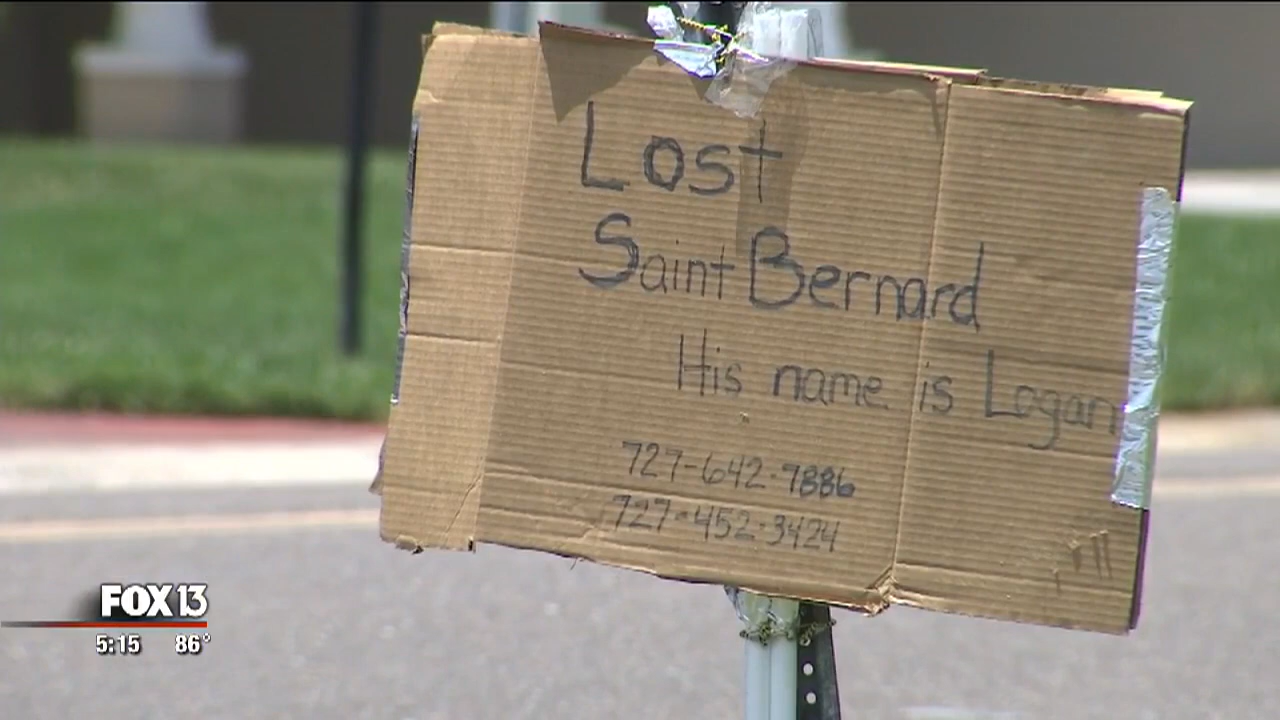 Lost
Saint Bernard
His name is Logan
727-642-7886
727-452-3424
FOX 13
5:15 86°